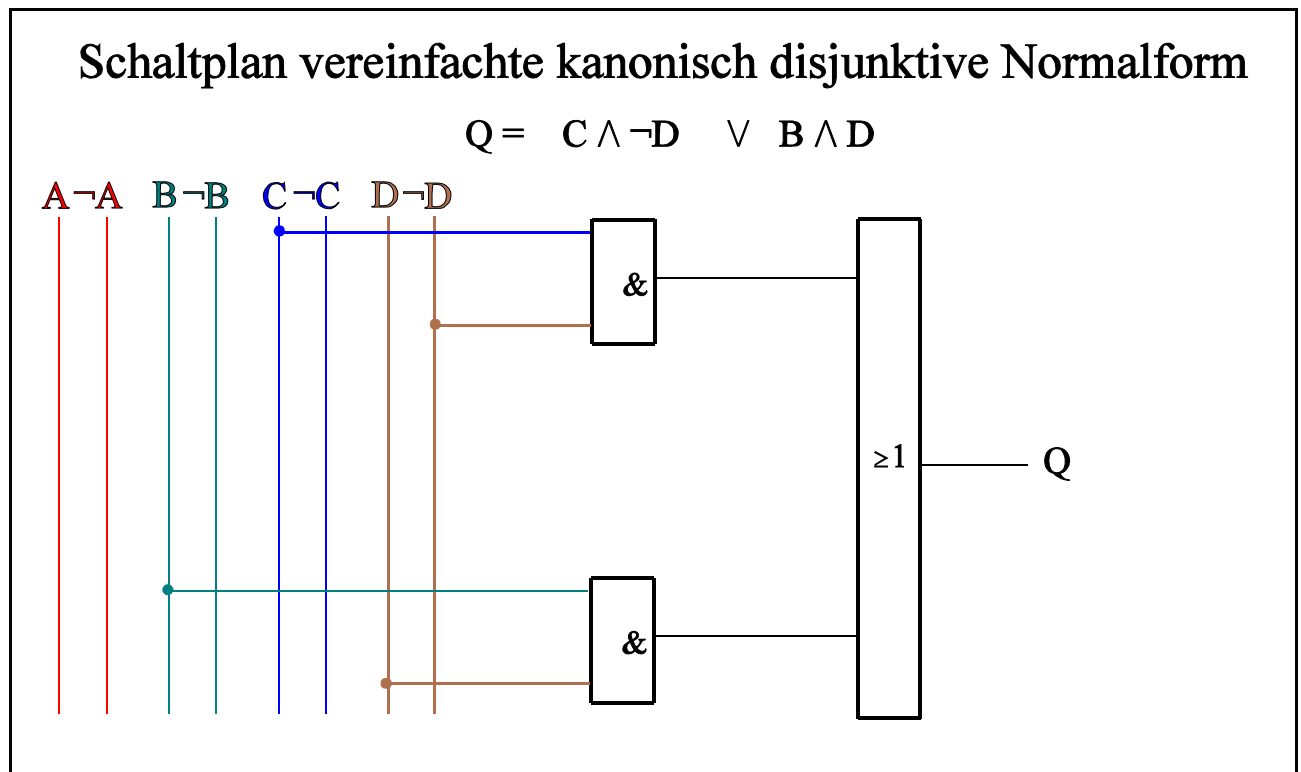 Schaltplan vereinfachte kanonisch disjunktive Normalform
Q = C ∧ ¬D ∨ B ∧ D
A ¬A B ¬B C ¬C D ¬D
&
≥1
Q
&